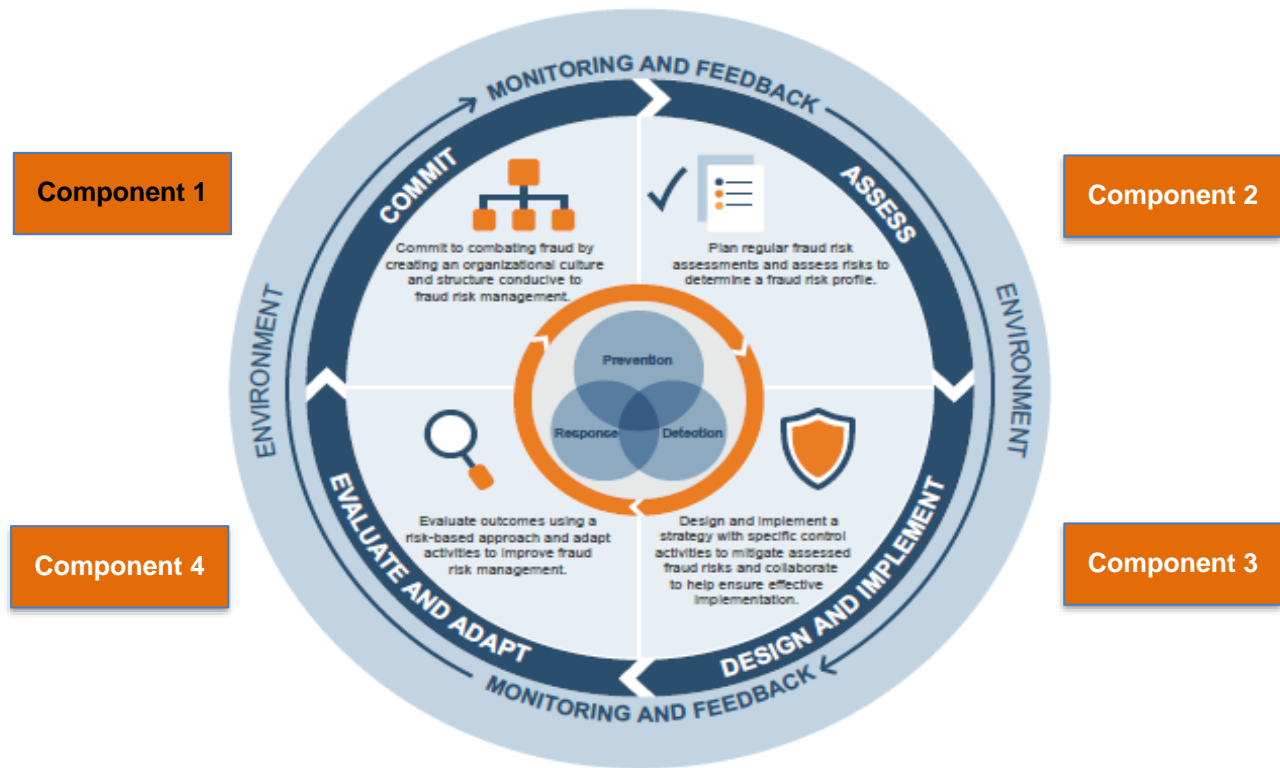 MONITORING AND FEEDBACK
Component 1
COMMIT
ASSESS
Component 2
Commit to combating fraud by
creating an organizational culture
and structure conducive to
fraud risk management.
Plan regular fraud risk
assessments and assess risks to
determine a fraud risk profile.
ENVIRONMENT
ENVIRONMENT
Prevention
Response
Detection
Component 4
EVALUATE AND ADAPT
Evaluate outcomes using a
risk-based approach and adapt
activities to improve fraud
risk management.
Design and implement a
strategy with specific control
activities to mitigate assessed
fraud risks and collaborate
to help ensure effective
implementation.
DESIGN AND IMPLEMENT
Component 3
MONITORING AND FEEDBACK